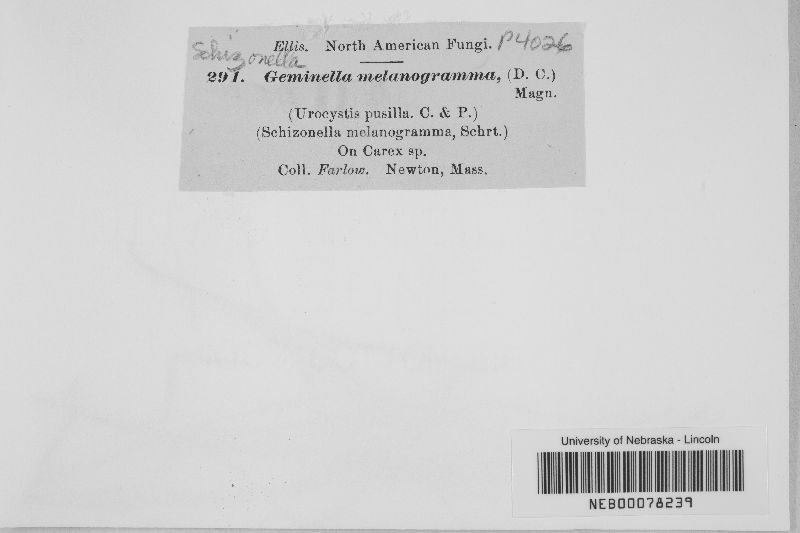 Ellis. North American Fungi. P4026
Schizonella
291. Geminella melanogramma, (D. C.)
Magn.
(Urocystis pusilla. C. & P.)
(Schizonella melanogramma, Schrt.)
On Carex sp.
Coll. Farlow. Newton, Mass.
University of Nebraska - Lincoln
NEB00078239